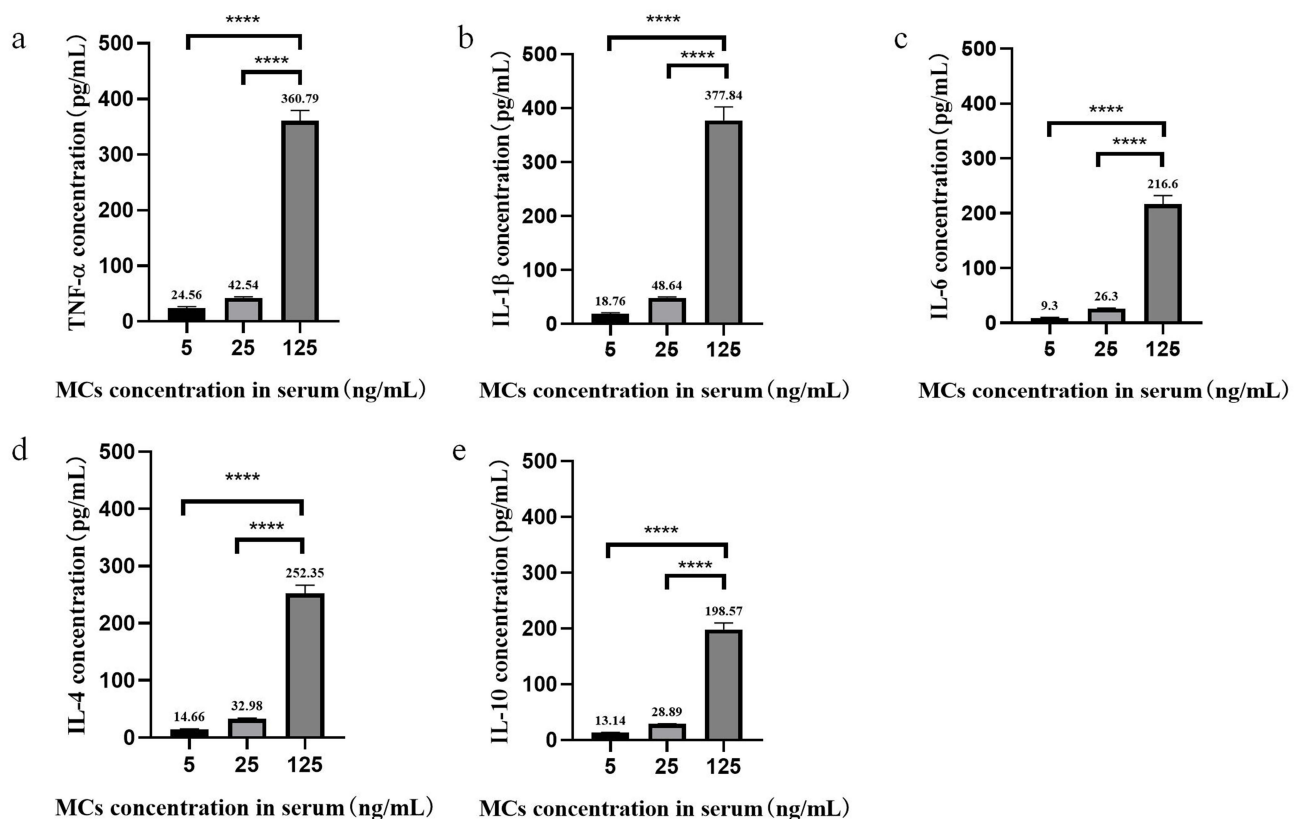 a
TNF-α concentration(pg/mL)
500
400
300
200
100
0
****
****
24.56
42.54
360.79
5 25 125
MCs concentration in serum(ng/mL)
b
IL-1β concentration(pg/mL)
500
400
300
200
100
0
****
****
18.76
48.64
377.84
5 25 125
MCs concentration in serum(ng/mL)
c
IL-6 concentration(pg/mL)
500
400
300
200
100
0
****
****
9.3
26.3
216.6
5 25 125
MCs concentration in serum(ng/mL)
d
IL-4 concentration(pg/mL)
500
400
300
200
100
0
****
****
14.66
32.98
252.35
5 25 125
MCs concentration in serum(ng/mL)
e
IL-10 concentration(pg/mL)
500
400
300
200
100
0
****
****
13.14
28.89
198.57
5 25 125
MCs concentration in serum(ng/mL)